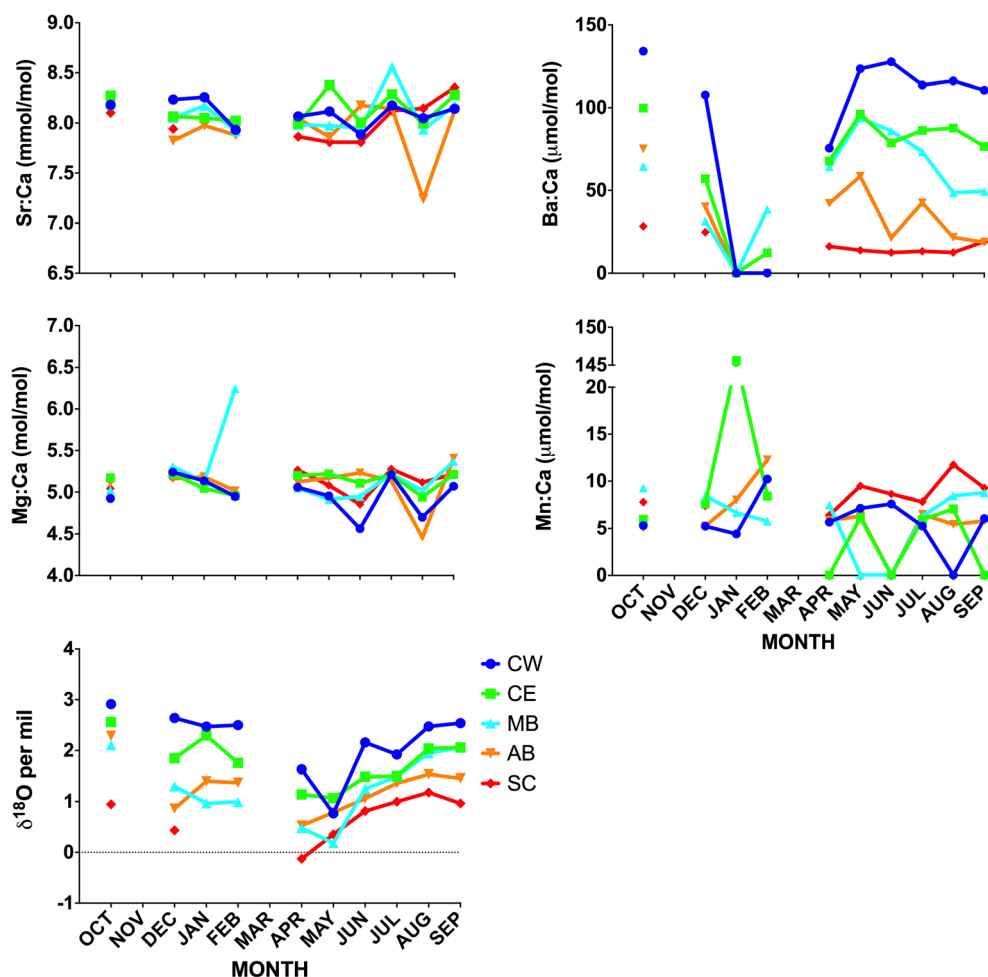 Sr:Ca (mmol/mol)
9.0
8.5
8.0
7.5
7.0
6.5
Ba:Ca (μmol/mol)
150
100
50
0
Mg:Ca (mol/mol)
7.0
6.5
6.0
5.5
5.0
4.5
4.0
Mn:Ca (μmol/mol)
150
145
20
15
10
5
0
OCT
NOV
DEC
JAN
FEB
MAR
APR
MAY
JUN
JUL
AUG
SEP
MONTH
δ¹⁸O per mil
4
3
2
1
0
-1
CW
CE
MB
AB
SC
OCT
NOV
DEC
JAN
FEB
MAR
APR
MAY
JUN
JUL
AUG
SEP
MONTH